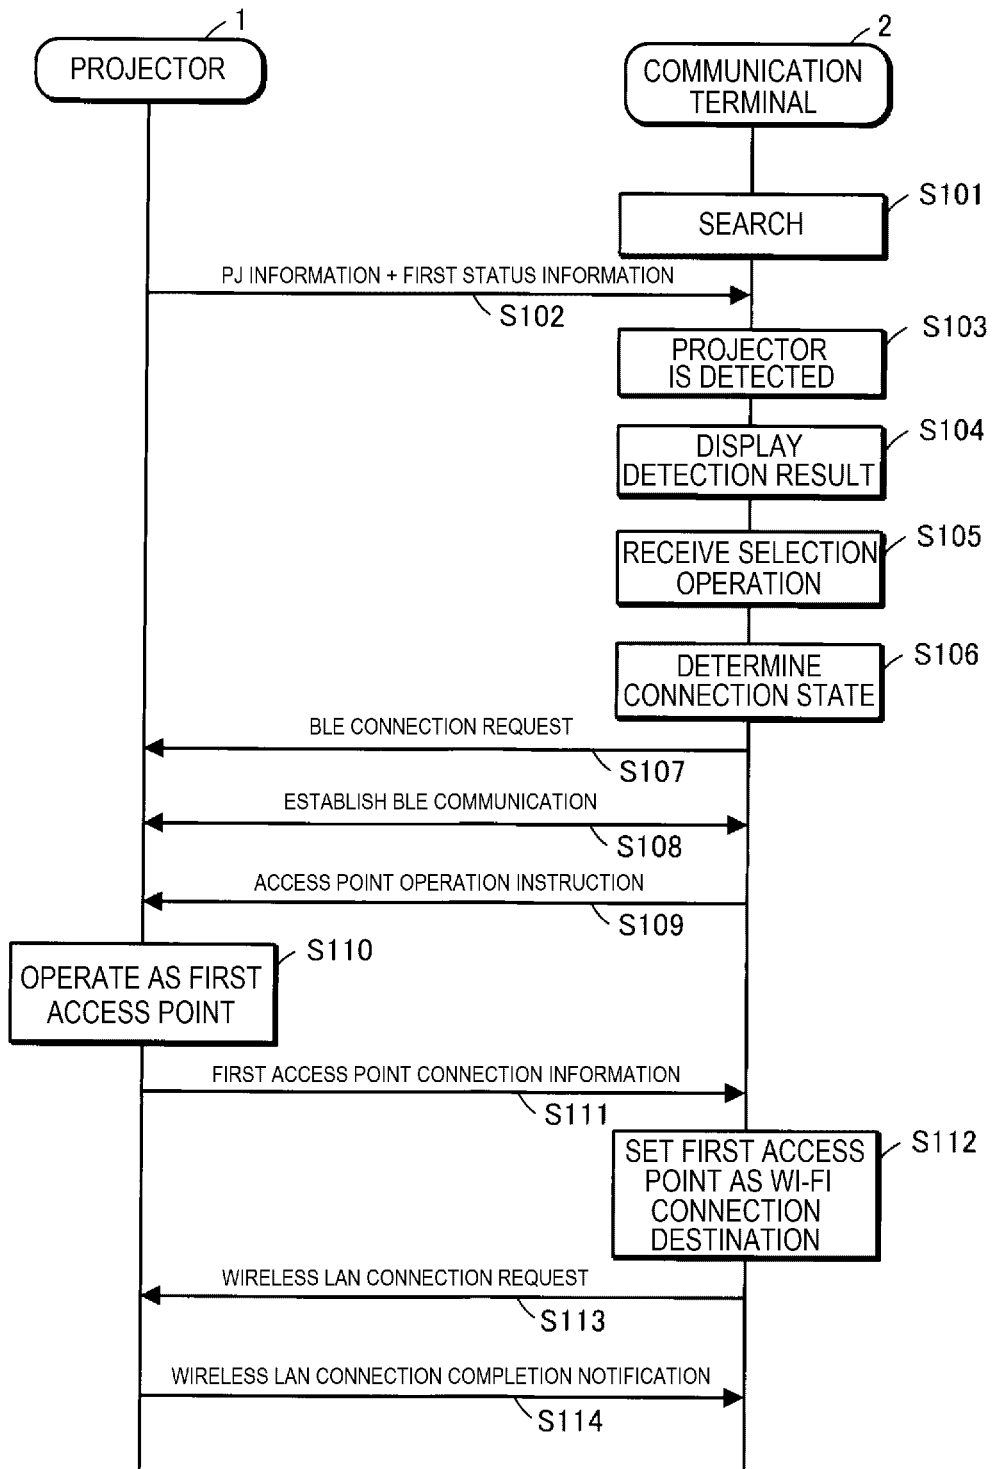 1
PROJECTOR
2
COMMUNICATION
TERMINAL
S101
SEARCH
PJ INFORMATION + FIRST STATUS INFORMATION
S102
S103
PROJECTOR
IS DETECTED
S104
DISPLAY
DETECTION RESULT
S105
RECEIVE SELECTION
OPERATION
S106
DETERMINE
CONNECTION STATE
BLE CONNECTION REQUEST
S107
ESTABLISH BLE COMMUNICATION
S108
ACCESS POINT OPERATION INSTRUCTION
S109
S110
OPERATE AS FIRST
ACCESS POINT
FIRST ACCESS POINT CONNECTION INFORMATION
S111
S112
SET FIRST ACCESS
POINT AS WI-FI
CONNECTION
DESTINATION
WIRELESS LAN CONNECTION REQUEST
S113
WIRELESS LAN CONNECTION COMPLETION NOTIFICATION
S114